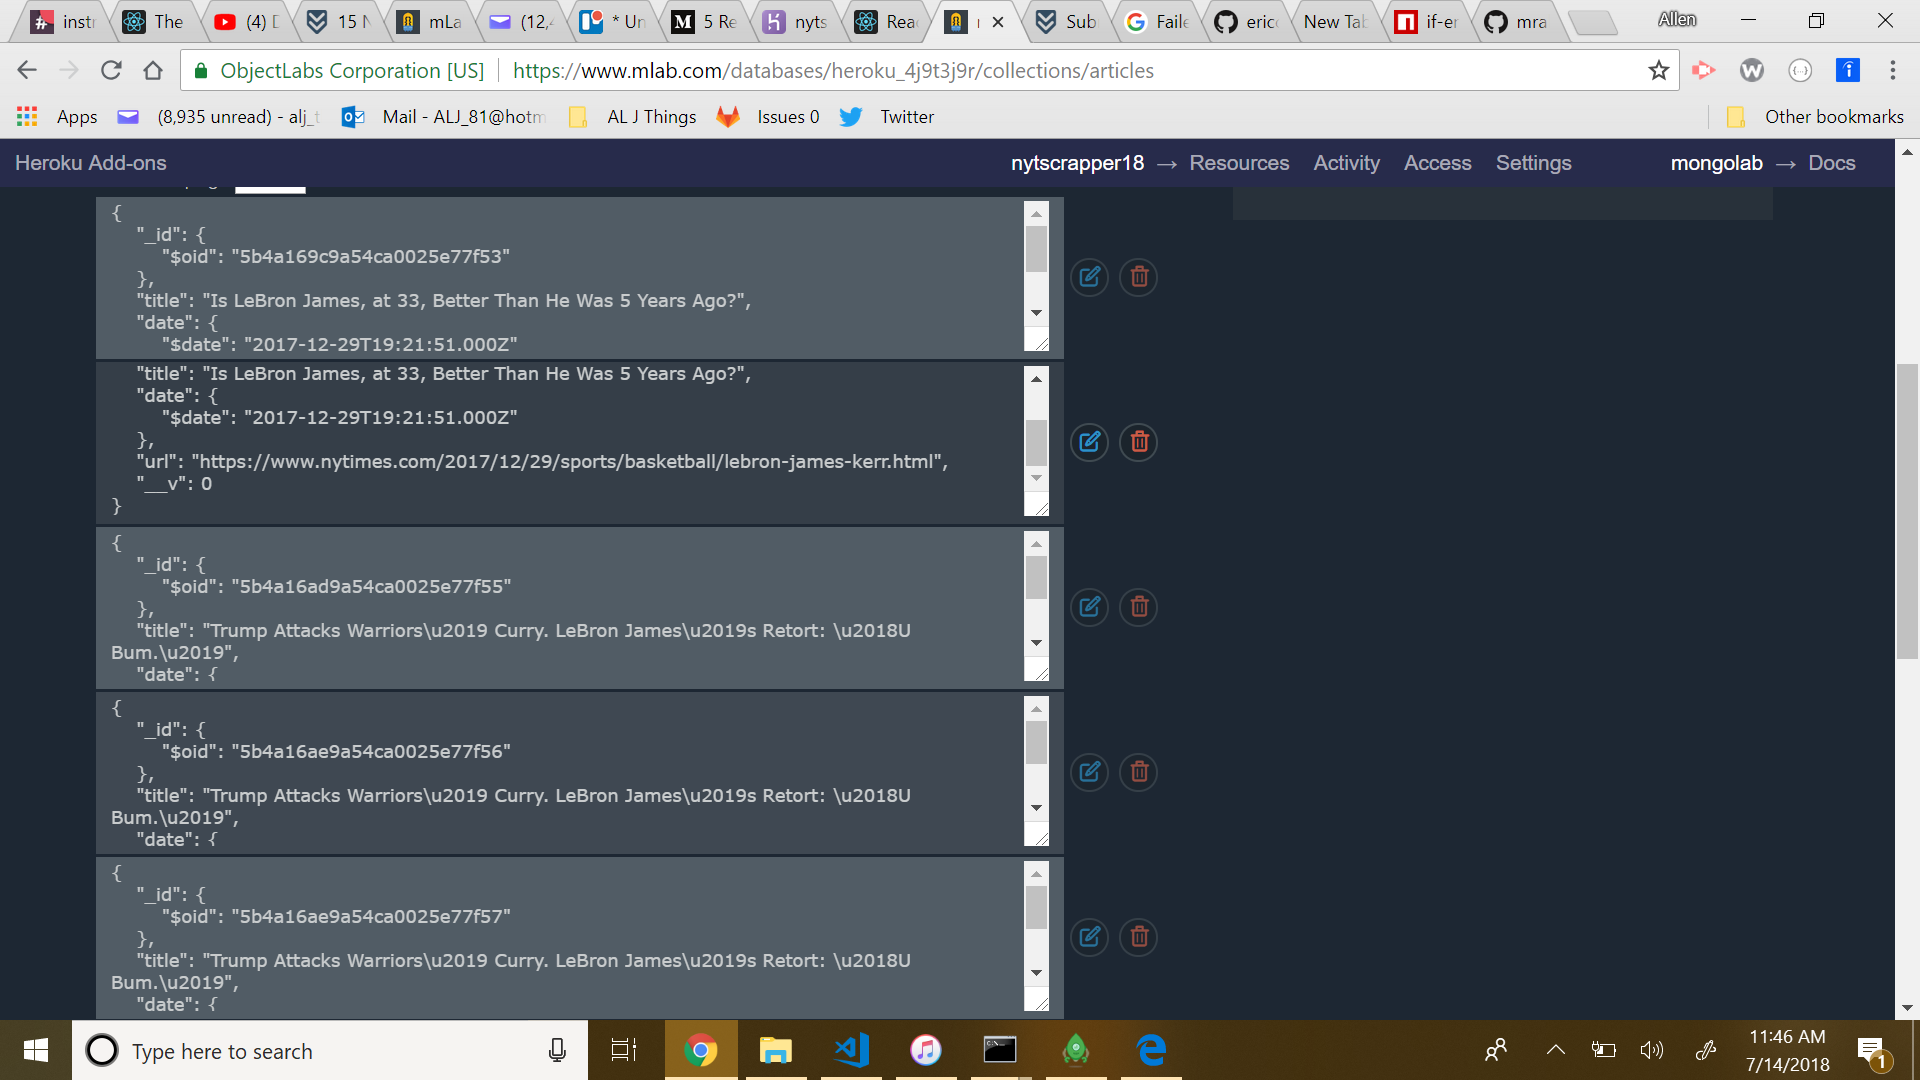 instr
The
(4) D
15 N
mLa
(12,4
* Un
5 Re
nyts
Reac
Sub
Faile
ericc
New Tab
if-er
mra
Allen
ObjectLabs Corporation [US]
https://www.mlab.com/databases/heroku_4j9t3j9r/collections/articles
Apps
(8,935 unread) - alj_t
Mail - ALJ_81@hotm
AL J Things
Issues 0
Twitter
Other bookmarks
Heroku Add-ons
nytscrapper18 → Resources Activity Access Settings
mongolab → Docs
{
"_id": {
"$oid": "5b4a169c9a54ca0025e77f53"
},
"title": "Is LeBron James, at 33, Better Than He Was 5 Years Ago?",
"date": {
"$date": "2017-12-29T19:21:51.000Z"
"title": "Is LeBron James, at 33, Better Than He Was 5 Years Ago?",
"date": {
"$date": "2017-12-29T19:21:51.000Z"
},
"url": "https://www.nytimes.com/2017/12/29/sports/basketball/lebron-james-kerr.html",
"__v": 0
}
{
"_id": {
"$oid": "5b4a16ad9a54ca0025e77f55"
},
"title": "Trump Attacks Warriors\u2019 Curry. LeBron James\u2019s Retort: \u2018U
Bum.\u2019",
"date": {
{
"_id": {
"$oid": "5b4a16ae9a54ca0025e77f56"
},
"title": "Trump Attacks Warriors\u2019 Curry. LeBron James\u2019s Retort: \u2018U
Bum.\u2019",
"date": {
{
"_id": {
"$oid": "5b4a16ae9a54ca0025e77f57"
},
"title": "Trump Attacks Warriors\u2019 Curry. LeBron James\u2019s Retort: \u2018U
Bum.\u2019",
"date": {
Type here to search
11:46 AM
7/14/2018
1